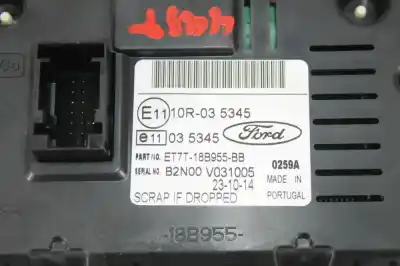 E11 10R-03 5345
e11 03 5345 Ford
PART NO. ET7T-18B955-BB
SERIAL NO. B2N00 V031005 0259A
23-10-14 MADE IN
SCRAP IF DROPPED PORTUGAL
-18B955-